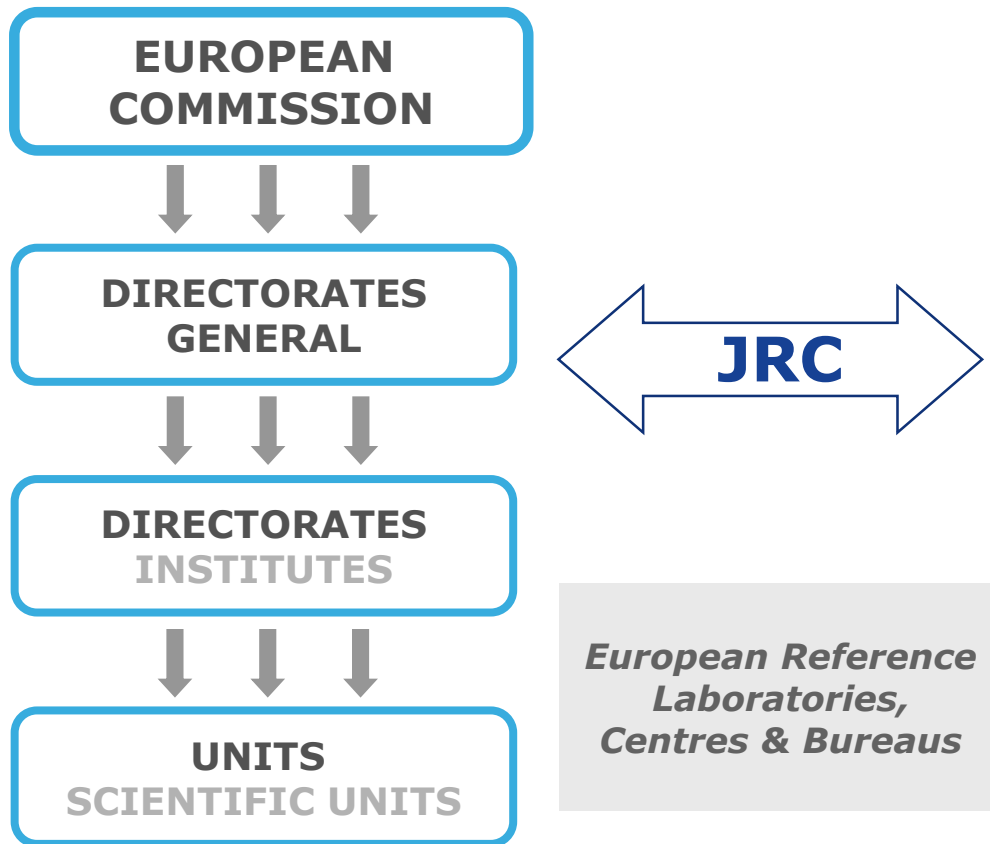 EUROPEAN
COMMISSION
DIRECTORATES
GENERAL
JRC
DIRECTORATES
INSTITUTES
European Reference
Laboratories,
Centres & Bureaus
UNITS
SCIENTIFIC UNITS